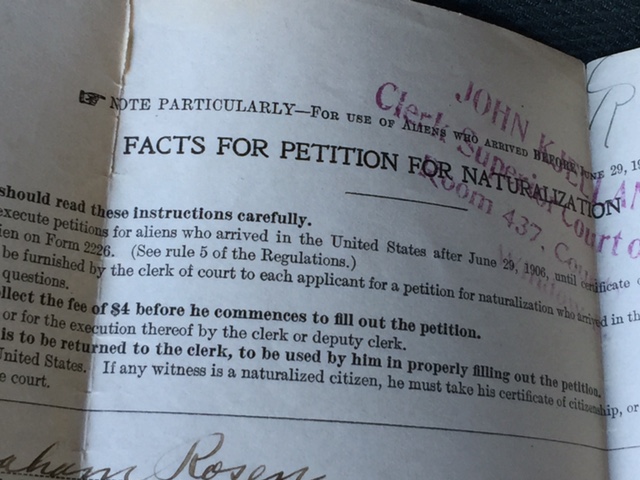 JOHN KJELLAN
Clerk Superior Court o
Room 437, Cou
☞ NOTE PARTICULARLY—FOR USE OF ALIENS WHO ARRIVED BEFORE JUNE 29, 19
FACTS FOR PETITION FOR NATURALIZATION
should read these instructions carefully.
execute petitions for aliens who arrived in the United States after June 29, 1906, until certificate o
ien on Form 2226. (See rule 5 of the Regulations.)
be furnished by the clerk of court to each applicant for a petition for naturalization who arrived in th
questions.
llect the fee of $4 before he commences to fill out the petition.
or for the execution thereof by the clerk or deputy clerk.
is to be returned to the clerk, to be used by him in properly filling out the petition.
United States. If any witness is a naturalized citizen, he must take his certificate of citizenship, or
e court.
aham Rosen